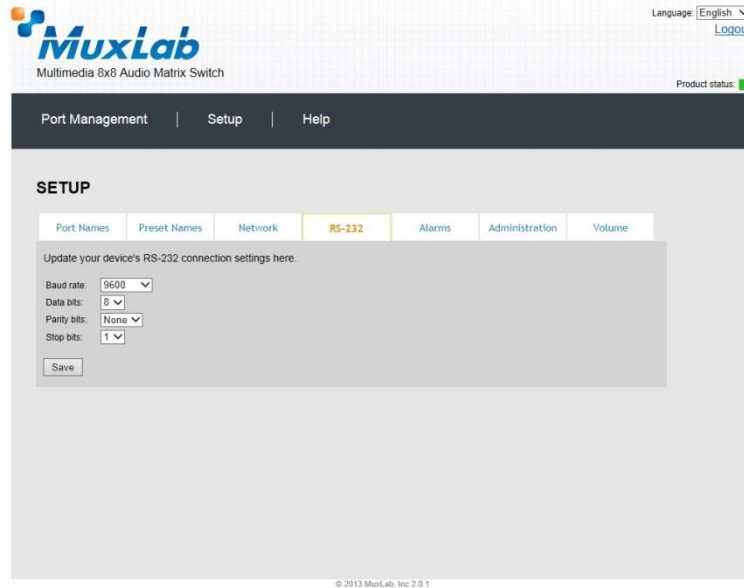 Language: English
MuxLab
Logou
Multimedia 8x8 Audio Matrix Switch
Product status:
Port Management | Setup | Help
SETUP
Port Names Preset Names Network RS-232 Alarms Administration Volume
Update your device's RS-232 connection settings here.
Baud rate: 9600
Data bits: 8
Parity bits: None
Stop bits: 1
Save
© 2013 MuxLab, Inc 2.0.1